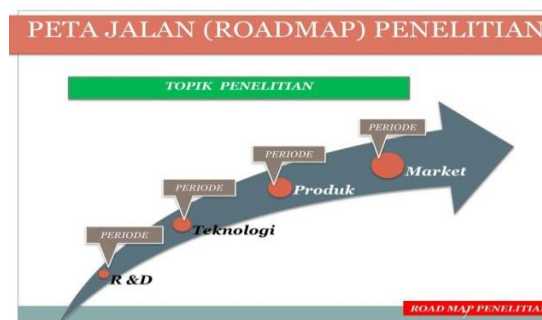 PETA JALAN (ROADMAP) PENELITIAN
TOPIK PENELITIAN
PERIODE
Market
PERIODE
Produk
PERIODE
Teknologi
PERIODE
R &D
ROAD MAP PENELITIA